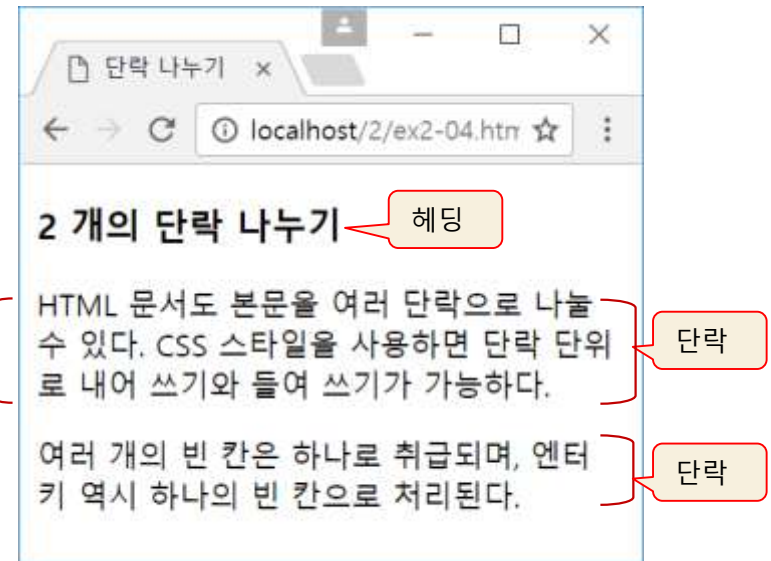 단락 나누기
localhost/2/ex2-04.htm
2 개의 단락 나누기
헤딩
HTML 문서도 본문을 여러 단락으로 나눌
수 있다. CSS 스타일을 사용하면 단락 단위
로 내어 쓰기와 들여 쓰기가 가능하다.
단락
여러 개의 빈 칸은 하나로 취급되며, 엔터
키 역시 하나의 빈 칸으로 처리된다.
단락